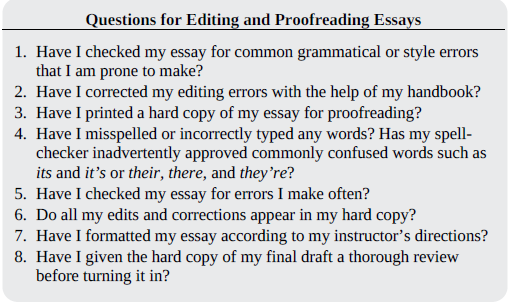 Questions for Editing and Proofreading Essays
1. Have I checked my essay for common grammatical or style errors
that I am prone to make?
2. Have I corrected my editing errors with the help of my handbook?
3. Have I printed a hard copy of my essay for proofreading?
4. Have I misspelled or incorrectly typed any words? Has my spell-
checker inadvertently approved commonly confused words such as
its and it’s or their, there, and they’re?
5. Have I checked my essay for errors I make often?
6. Do all my edits and corrections appear in my hard copy?
7. Have I formatted my essay according to my instructor’s directions?
8. Have I given the hard copy of my final draft a thorough review
before turning it in?